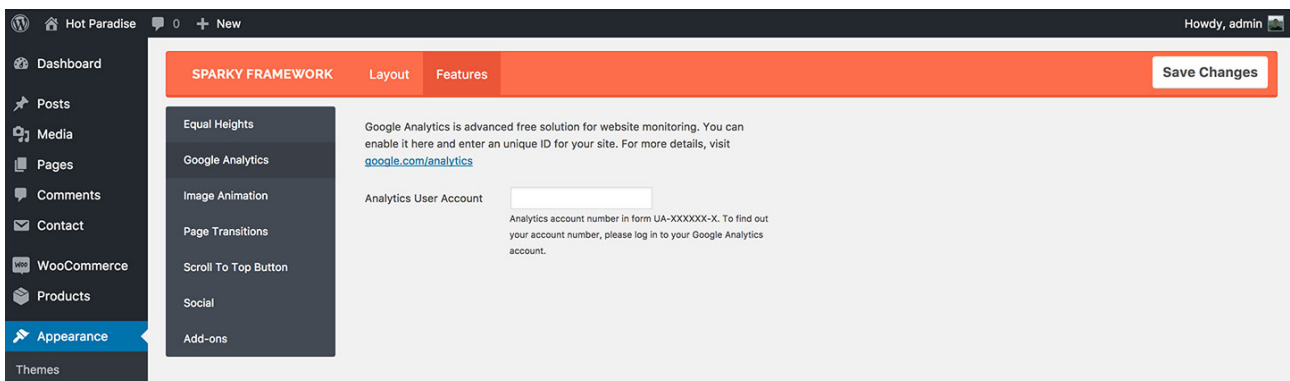 Hot Paradise 0 + New Howdy, admin
Dashboard
Posts
Media
Pages
Comments
Contact
WooCommerce
Products
Appearance
Themes
SPARKY FRAMEWORK Layout Features Save Changes
Equal Heights
Google Analytics
Image Animation
Page Transitions
Scroll To Top Button
Social
Add-ons
Google Analytics is advanced free solution for website monitoring. You can
enable it here and enter an unique ID for your site. For more details, visit
google.com/analytics
Analytics User Account
Analytics account number in form UA-XXXXXX-X. To find out
your account number, please log in to your Google Analytics
account.